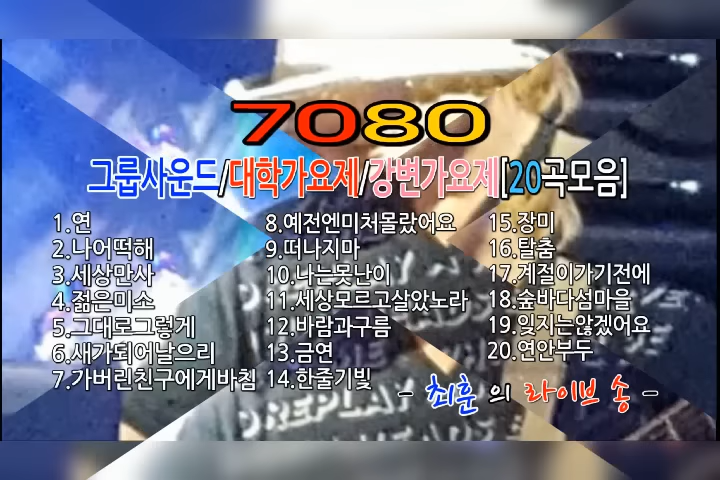 7080
그룹사운드/대학가요제/강변가요제[20곡모음]
1.연
2.나어떡해
3.세상만사
4.젊은미소
5.그대로그렇게
6.새가되어날으리
7.가버린친구에게바침
8.예전엔미처몰랐어요
9.떠나지마
10.나는못난이
11.세상모르고살았노라
12.바람과구름
13.금연
14.한줄기빛
15.장미
16.탈춤
17.계절이가기전에
18.숲바다섬마을
19.잊지는않겠어요
20.연안부두
- 최훈 의 라이브 송 -
DREPLAY